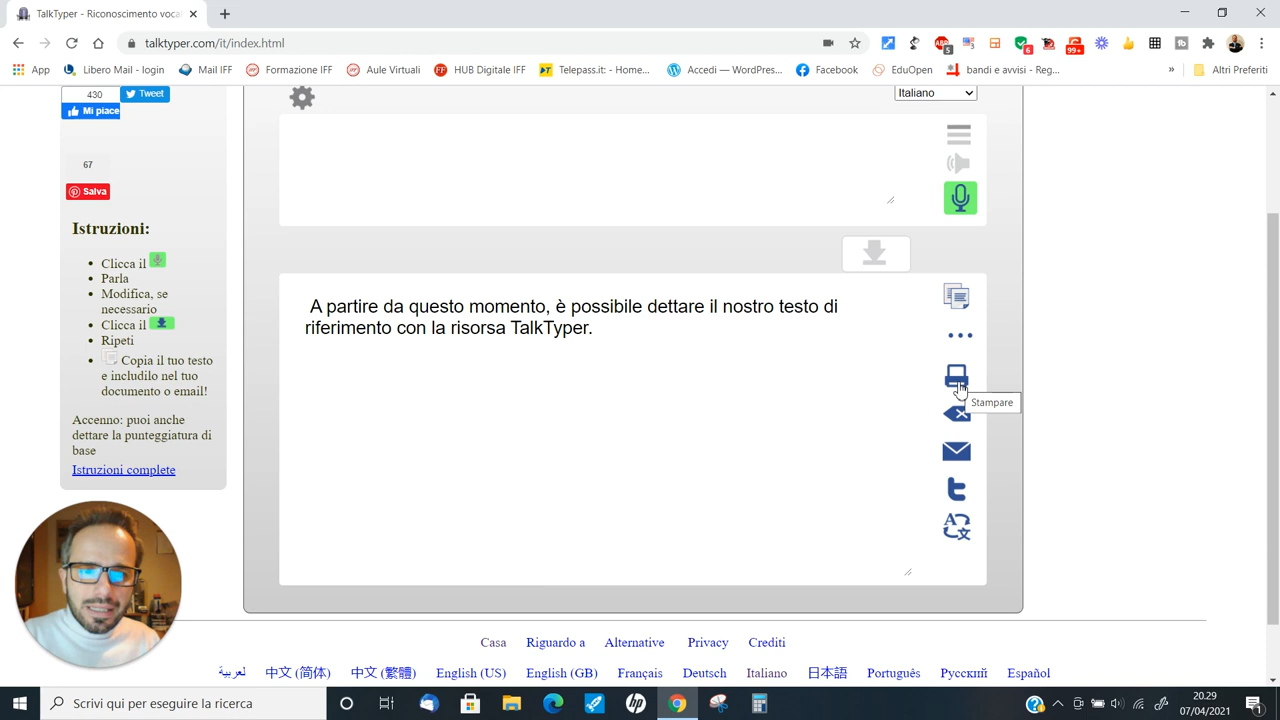 TalkTyper - Riconoscimento voca
talktyper.com/it/index.html
5
6
99+
App
Libero Mail - login
Mail IFF
Formazione IFF
Aule Virtuali
HUB Digitale IFF
Telepass.it: - Home...
Accedi — WordPres...
Facebook
EduOpen
bandi e avvisi - Reg...
»
Altri Preferiti
430
Tweet
Mi piace
67
Salva
Italiano
Istruzioni:
Clicca il
Parla
Modifica, se
necessario
Clicca il
Ripeti
Copia il tuo testo
e includilo nel tuo
documento o email!
Accenno: puoi anche
dettare la punteggiatura di
base
Istruzioni complete
A partire da questo momento, è possibile dettare il nostro testo di
riferimento con la risorsa TalkTyper.
Stampare
Casa Riguardo a Alternative Privacy Crediti
لعربية 中文 (简体) 中文 (繁體) English (US) English (GB) Français Deutsch Italiano 日本語 Português Русский Español
Scrivi qui per eseguire la ricerca
20.29
07/04/2021
1